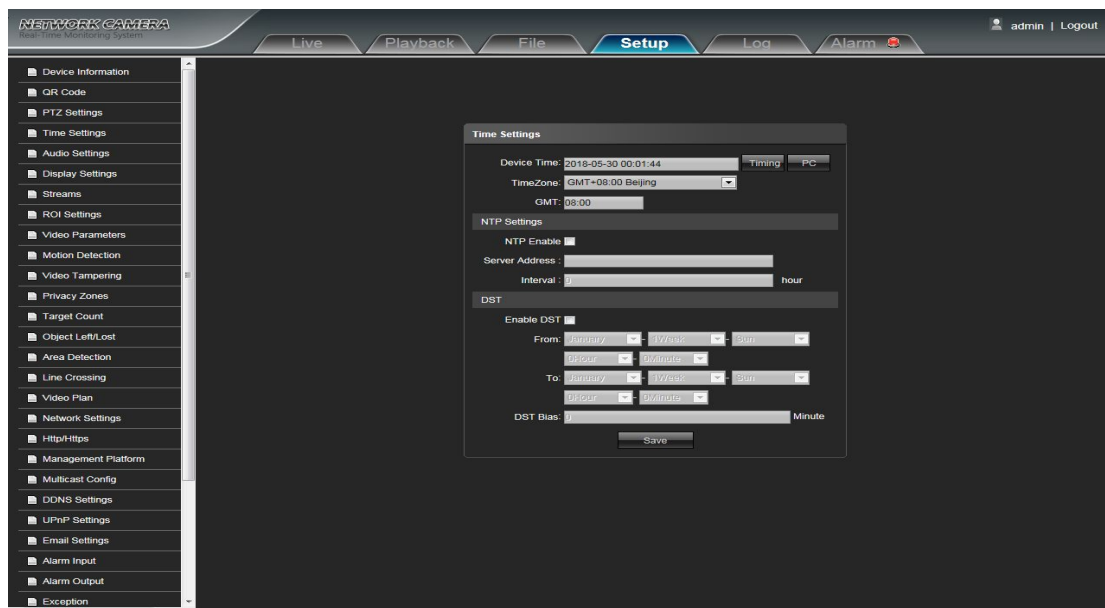 NETWORK CAMERA
Real-Time Monitoring System
admin | Logout
Live Playback File Setup Log Alarm
Device Information
QR Code
PTZ Settings
Time Settings
Audio Settings
Display Settings
Streams
ROI Settings
Video Parameters
Motion Detection
Video Tampering
Privacy Zones
Target Count
Object Left/Lost
Area Detection
Line Crossing
Video Plan
Network Settings
Http/Https
Management Platform
Multicast Config
DDNS Settings
UPnP Settings
Email Settings
Alarm Input
Alarm Output
Exception
Time Settings
Device Time: 2018-05-30 00:01:44 Timing PC
TimeZone: GMT+08:00 Beijing
GMT: 08:00
NTP Settings
NTP Enable
Server Address :
Interval : 0 hour
DST
Enable DST
From: January - 1Week - Sun
0Hour - 0Minute
To: January - 1Week - Sun
0Hour - 0Minute
DST Bias: 0 Minute
Save